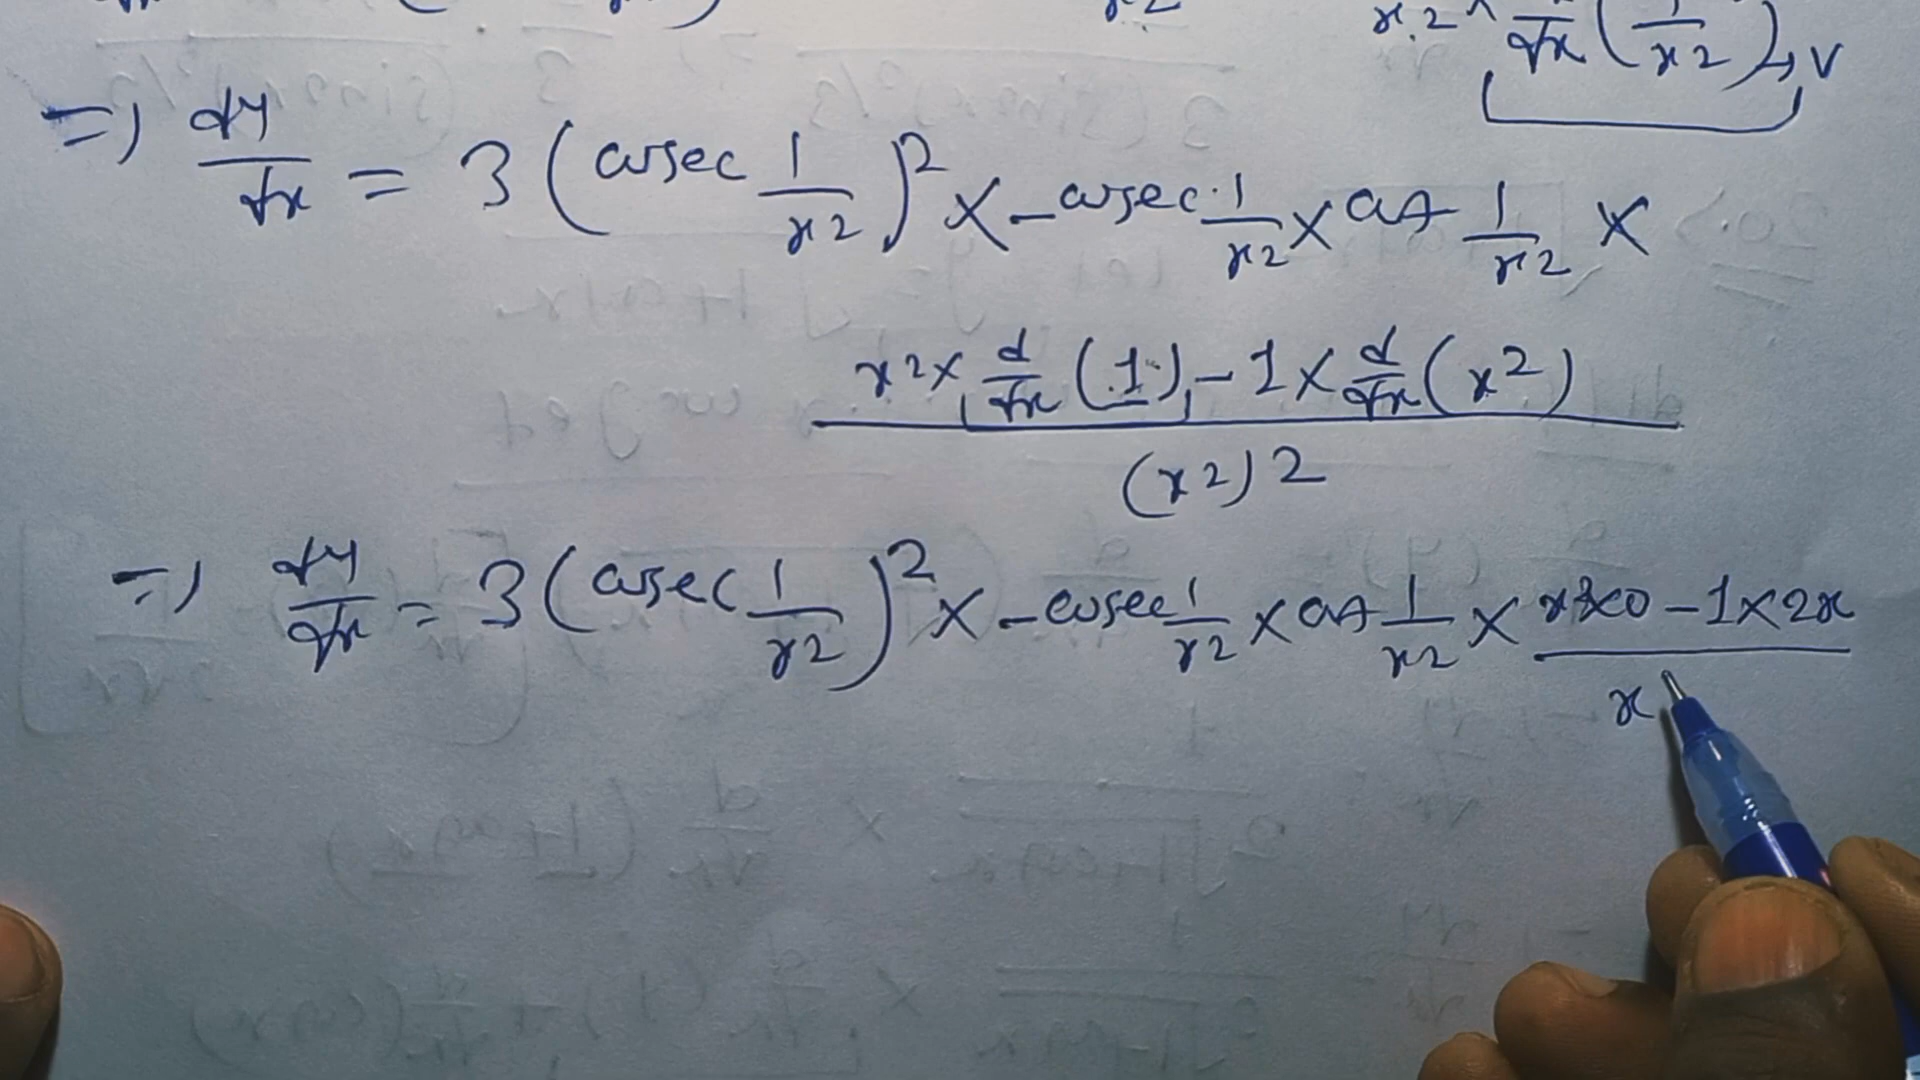 x2 × d/dx (1/x2) → v
=) dy/dx = 3 (cosec 1/x2)² × - cosec 1/x2 × cot 1/x2 ×
x2 × d/dx (1) - 1 × d/dx (x2) / (x2)2
=) dy/dx = 3 (cosec 1/x2)² × - cosec 1/x2 × cot 1/x2 × x2×0 - 1×2x / x